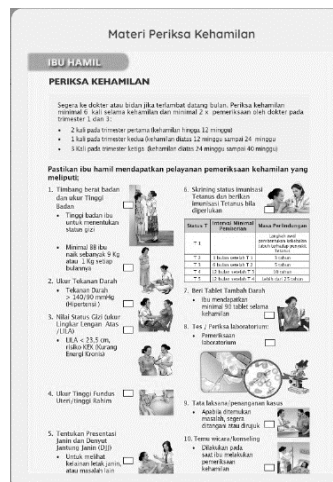 Materi Periksa Kehamilan
IBU HAMIL
PERIKSA KEHAMILAN
Segera ke dokter atau bidan jika terlambat datang bulan. Periksa kehamilan
minimal 6 kali selama kehamilan dan minimal 2 x pemeriksaan oleh dokter pada
trimester 1 dan 3:
• 2 kali pada trimester pertama (kehamilan hingga 12 minggu)
• 1 kali pada trimester kedua (kehamilan diatas 12 minggu sampai 24 minggu
• 3 Kali pada trimester ketiga (kehamilan diatas 24 minggu sampai 40 minggu)
Pastikan ibu hamil mendapatkan pelayanan pemeriksaan kehamilan yang
meliputi;
1. Timbang berat badan
dan ukur Tinggi
Badan
• Tinggi badan ibu
untuk menentukan
status gizi
• Minimal BB ibu
naik sebanyak 9 Kg
atau 1 Kg setiap
bulannya
2. Ukur Tekanan Darah
• Tekanan Darah
> 140/90 mmHg
(Hipertensi)
3. Nilai Status Gizi (ukur
Lingkar Lengan Atas
/LILA)
• LILA < 23,5 cm,
risiko KEK (Kurang
Energi Kronis)
4. Ukur Tinggi Fundus
Uteri/tinggi Rahim
5. Tentukan Presentasi
Janin dan Denyut
Jantung Janin (DJJ)
• Untuk melihat
kelainan letak janin,
atau masalah lain
6. Skrining status imunisasi
Tetanus dan berikan
imunisasi Tetanus bila
diperlukan
Status T Interval Minimal Pemberian Masa Perlindungan
T 1
T 2
T 3
T 4
T 5
7. Beri Tablet Tambah Darah
• Ibu mendapatkan
minimal 90 tablet selama
kehamilan
8. Tes / Periksa laboratorium:
• Pemeriksaan
laboratorium
9. Tata laksana/penanganan kasus
• Apabila ditemukan
masalah, segera
ditangani atau dirujuk
10. Temu wicara/konseling
• Dilakukan pada
saat ibu melakukan
pemeriksaan
kehamilan